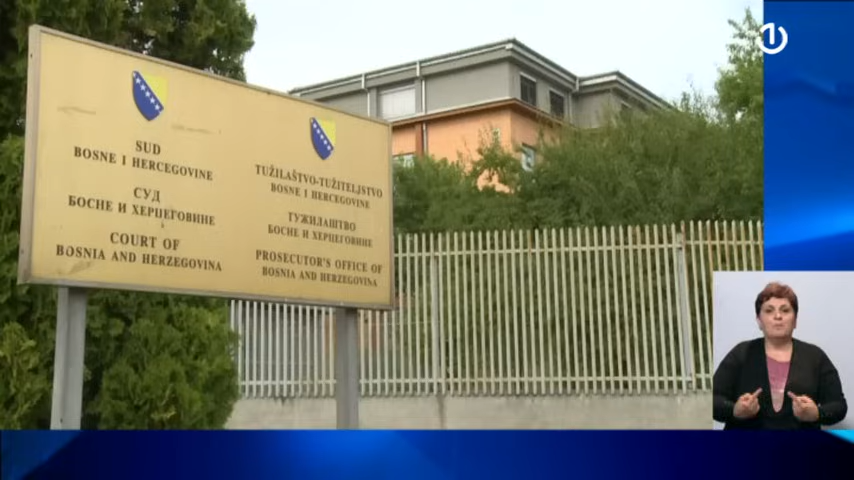 SUD
BOSNE I HERCEGOVINE
СУД
БОСНЕ И ХЕРЦЕГОВИНЕ
COURT OF
BOSNIA AND HERZEGOVINA
TUŽILAŠTVO-TUŽITELJSTVO
BOSNE I HERCEGOVINE
ТУЖИЛАШТВО
БОСНЕ И ХЕРЦЕГОВИНЕ
PROSECUTOR'S OFFICE OF
BOSNIA AND HERZEGOVINA
1